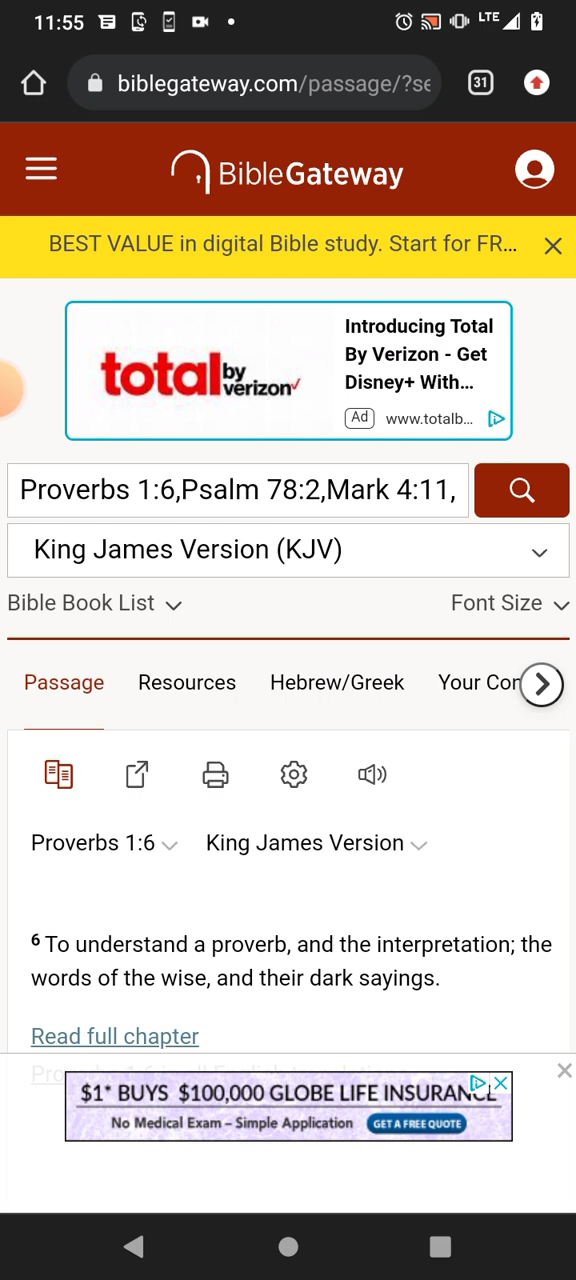 11:55
LTE
biblegateway.com/passage/?se
31
BibleGateway
BEST VALUE in digital Bible study. Start for FR...
total by verizon
Introducing Total
By Verizon - Get
Disney+ With...
Ad www.totalb...
Proverbs 1:6,Psalm 78:2,Mark 4:11,
King James Version (KJV)
Bible Book List Font Size
Passage Resources Hebrew/Greek Your Con
Proverbs 1:6 King James Version
6 To understand a proverb, and the interpretation; the
words of the wise, and their dark sayings.
Read full chapter
$1* BUYS $100,000 GLOBE LIFE INSURANCE
No Medical Exam – Simple Application GET A FREE QUOTE